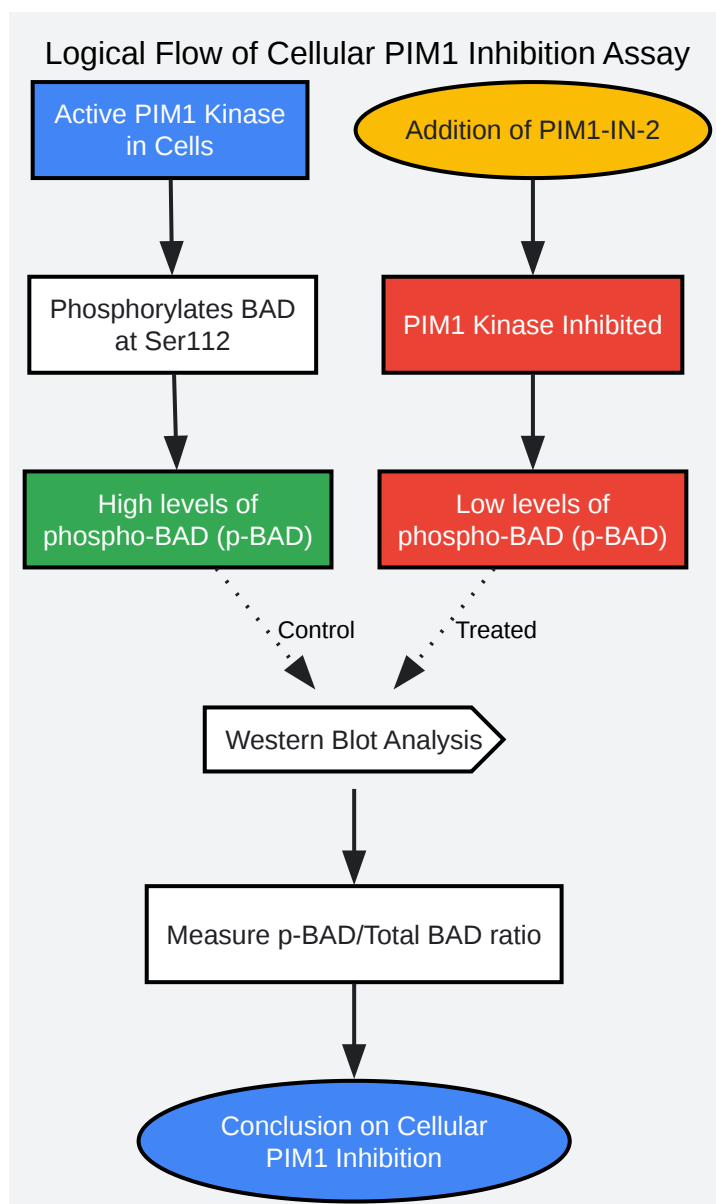 Logical Flow of Cellular PIM1 Inhibition Assay
Active PIM1 Kinase
in Cells
Addition of PIM1-IN-2
Phosphorylates BAD
at Ser112
PIM1 Kinase Inhibited
High levels of
phospho-BAD (p-BAD)
Low levels of
phospho-BAD (p-BAD)
Control
Treated
Western Blot Analysis
Measure p-BAD/Total BAD ratio
Conclusion on Cellular
PIM1 Inhibition